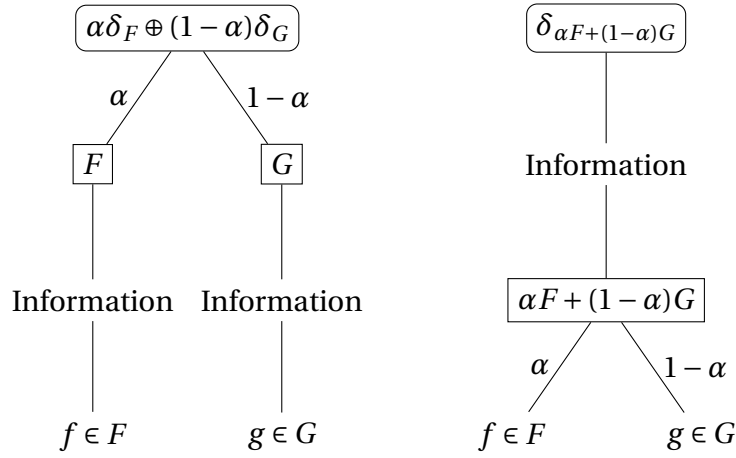 αδ_F ⊕ (1 − α)δ_G
α
1 − α
F
G
Information
Information
f ∈ F
g ∈ G
δ_{αF+(1−α)G}
Information
αF + (1 − α)G
α
1 − α
f ∈ F
g ∈ G